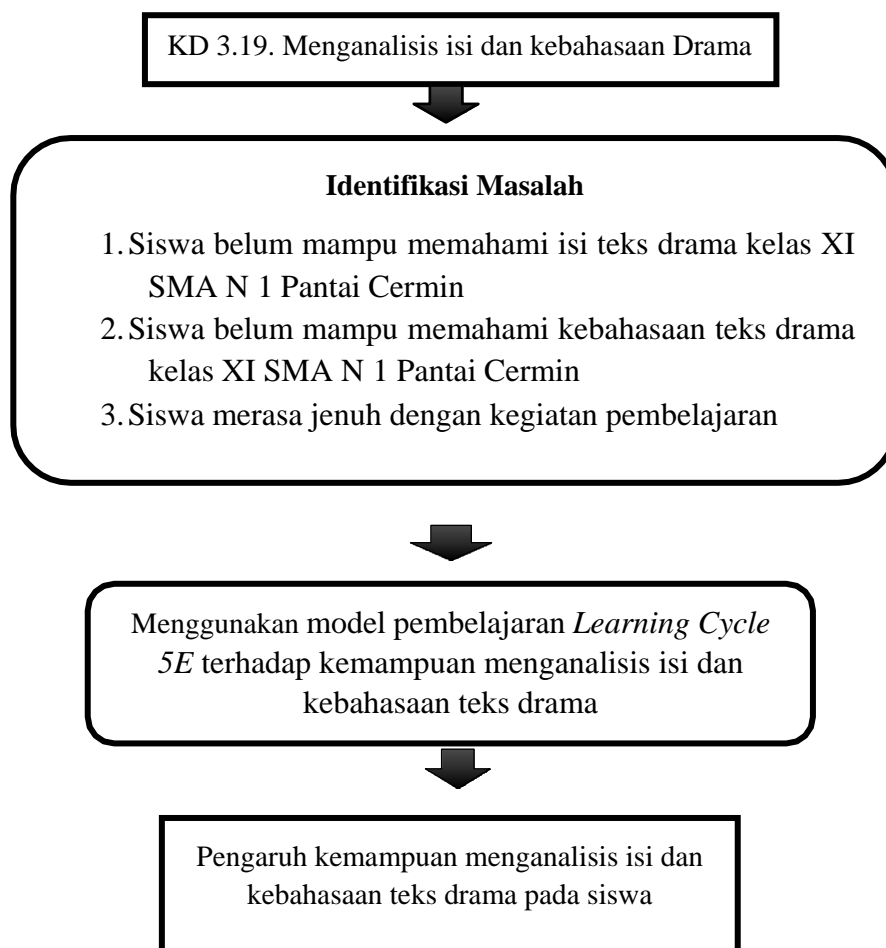 KD 3.19. Menganalisis isi dan kebahasaan Drama
Identifikasi Masalah
1. Siswa belum mampu memahami isi teks drama kelas XI
SMA N 1 Pantai Cermin
2. Siswa belum mampu memahami kebahasaan teks drama
kelas XI SMA N 1 Pantai Cermin
3. Siswa merasa jenuh dengan kegiatan pembelajaran
Menggunakan model pembelajaran Learning Cycle
5E terhadap kemampuan menganalisis isi dan
kebahasaan teks drama
Pengaruh kemampuan menganalisis isi dan
kebahasaan teks drama pada siswa